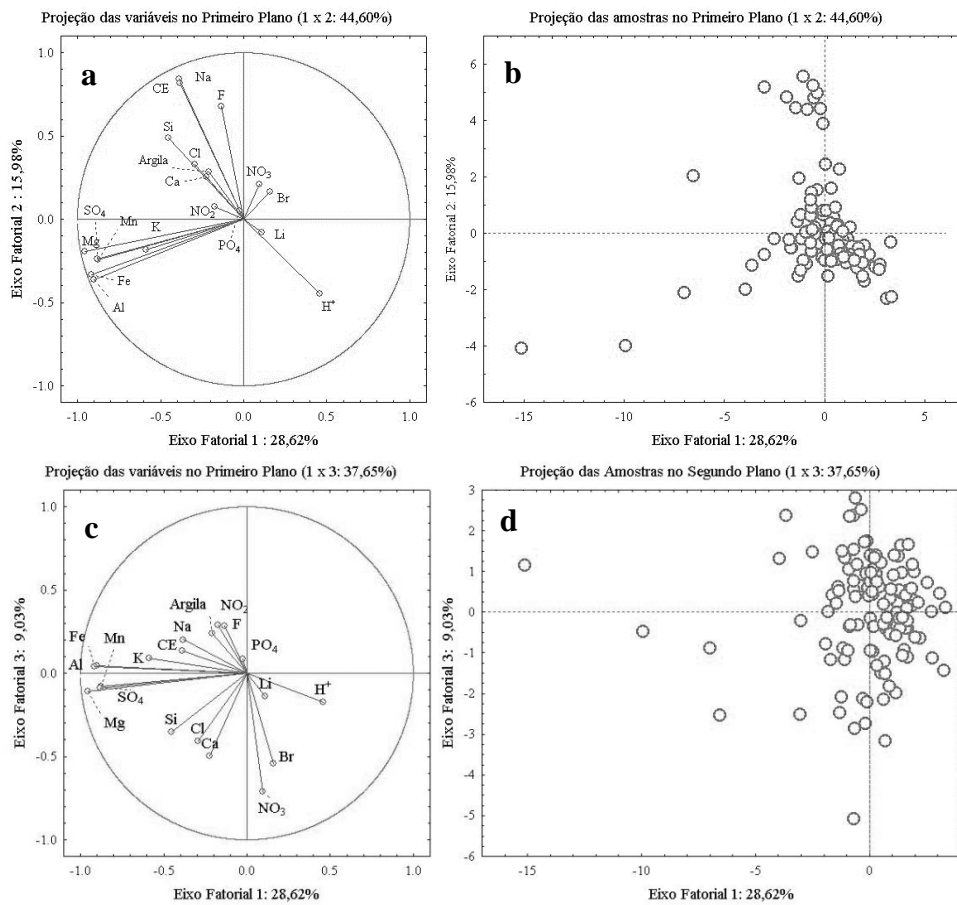 Projeção das variáveis no Primeiro Plano (1 x 2: 44,60%)
a
Na
CE
F
Si
Cl
Argila
Ca
NO3
Br
SO4
Mn
K
NO2
PO4
Li
Mg
Fe
Al
H+
1.0
0.5
0.0
-0.5
-1.0
-1.0
-0.5
0.0
0.5
1.0
Eixo Fatorial 2 : 15,98%
Eixo Fatorial 1 : 28,62%
Projeção das amostras no Primeiro Plano (1 x 2: 44,60%)
b
6
4
2
0
-2
-4
-6
-15
-10
-5
0
5
Eixo Fatorial 2: 15,98%
Eixo Fatorial 1: 28,62%
Projeção das variáveis no Primeiro Plano (1 x 3: 37,65%)
c
Argila
NO2
Na
F
CE
PO4
Fe
Mn
K
Al
SO4
Mg
Li
H+
Si
Cl
Ca
Br
NO3
1.0
0.5
0.0
-0.5
-1.0
-1.0
-0.5
0.0
0.5
1.0
Eixo Fatorial 3: 9,03%
Eixo Fatorial 1: 28,62%
Projeção das Amostras no Segundo Plano (1 x 3: 37,65%)
d
3
2
1
0
-1
-2
-3
-4
-5
-6
-15
-10
-5
0
Eixo Fatorial 3: 9,03%
Eixo Fatorial 1: 28,62%